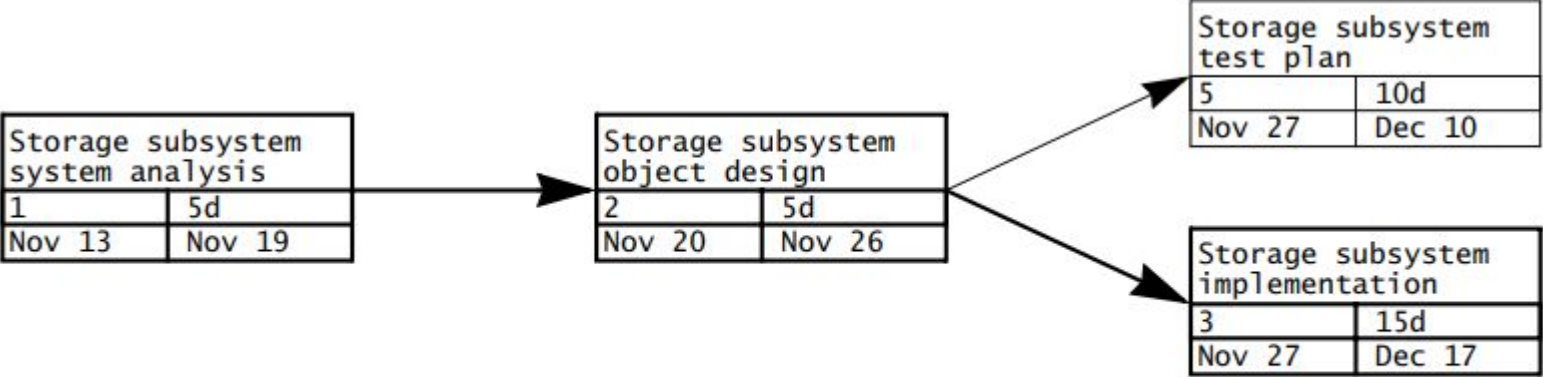 Storage subsystem
system analysis
1 5d
Nov 13 Nov 19
Storage subsystem
object design
2 5d
Nov 20 Nov 26
Storage subsystem
test plan
5 10d
Nov 27 Dec 10
Storage subsystem
implementation
3 15d
Nov 27 Dec 17